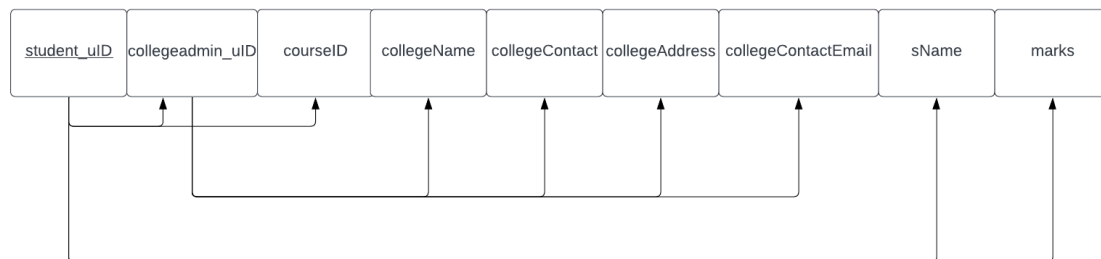 student_uID
collegeadmin_uID
courseID
collegeName
collegeContact
collegeAddress
collegeContactEmail
sName
marks